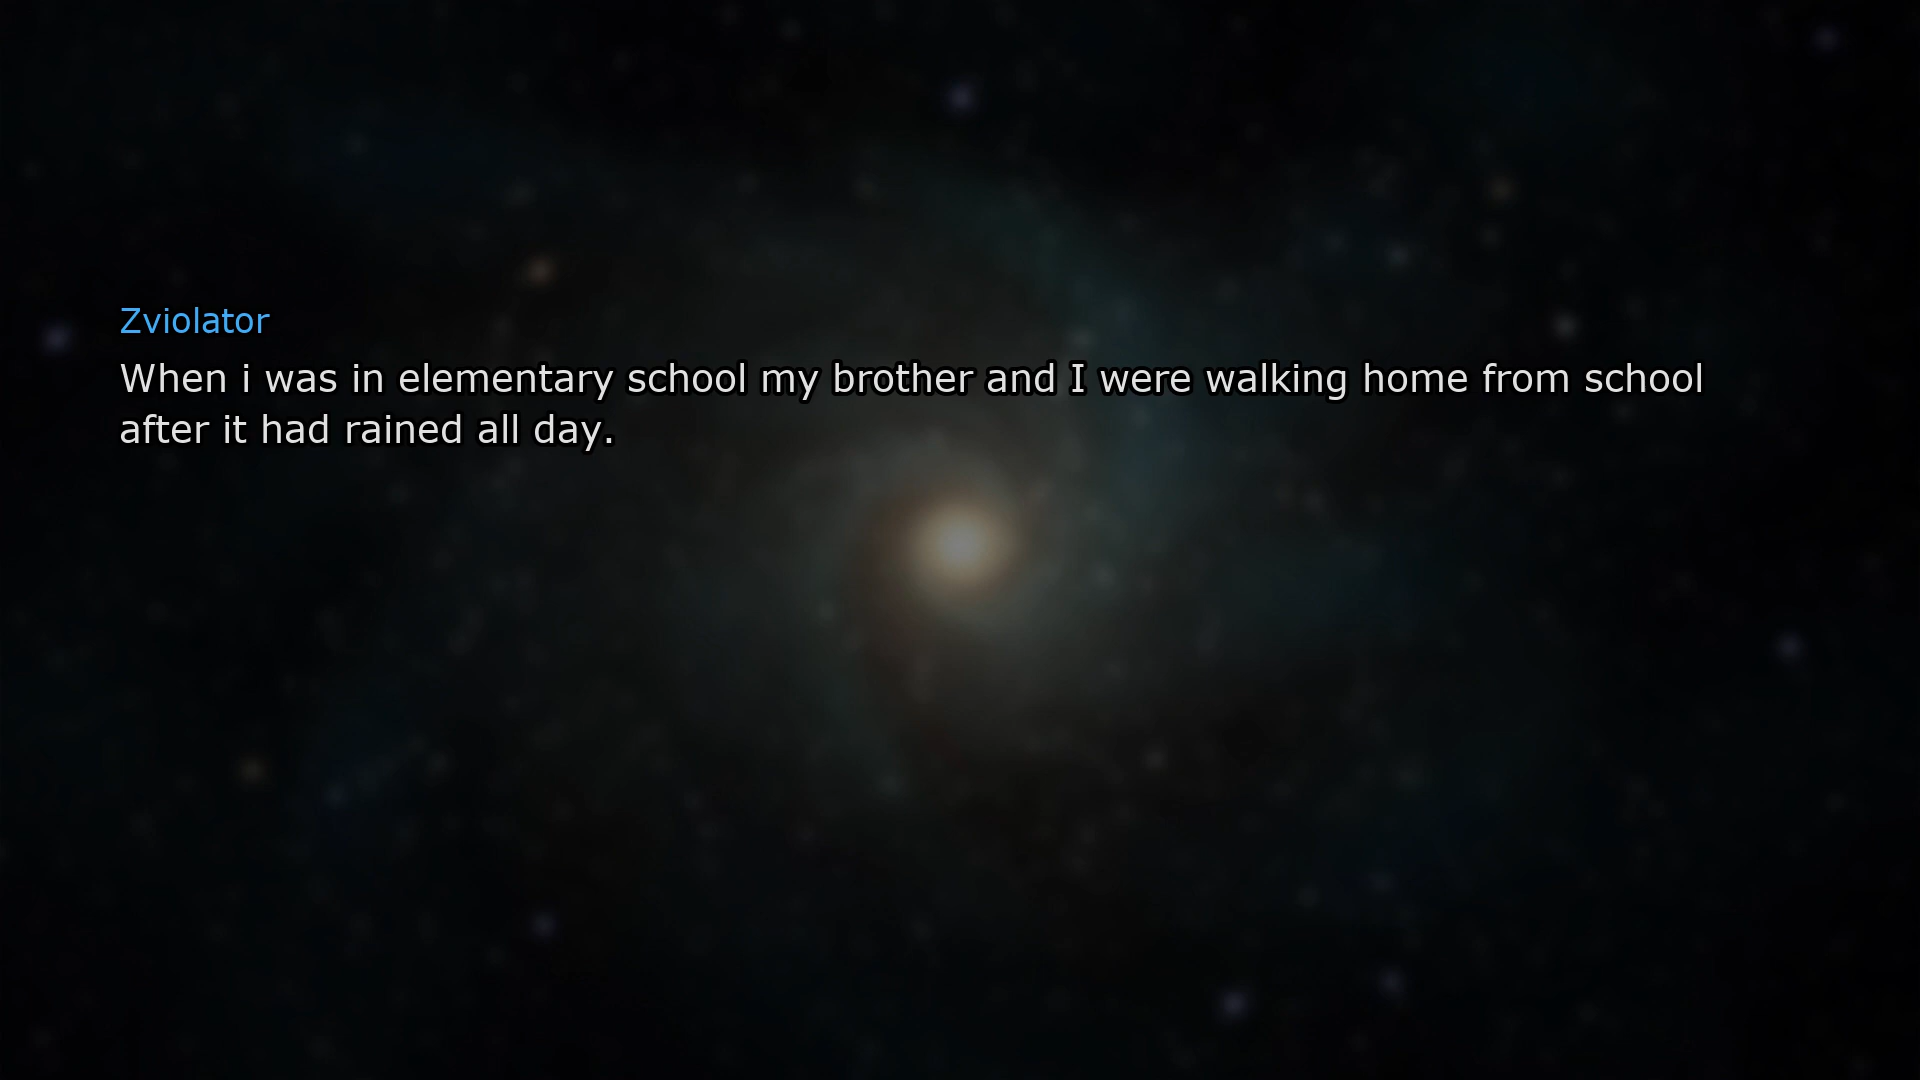 Zviolator
When i was in elementary school my brother and I were walking home from school
after it had rained all day.